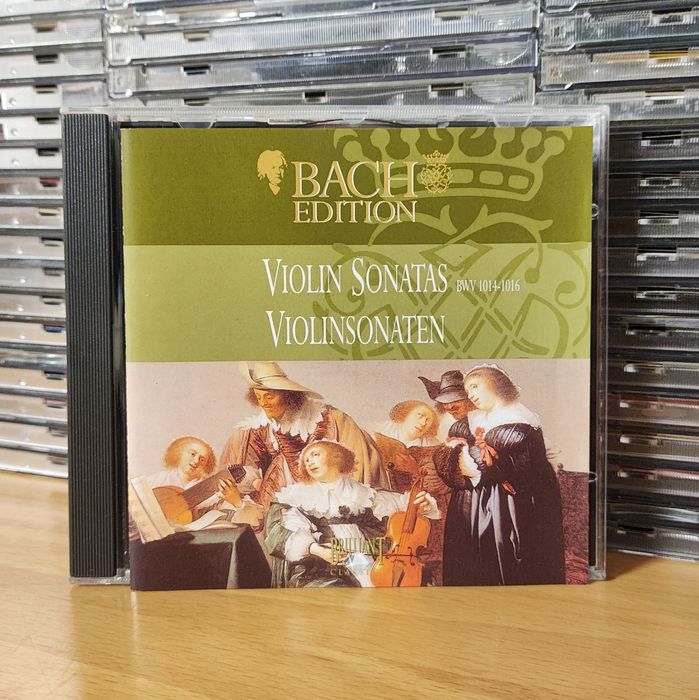 BACH
EDITION
VIOLIN SONATAS BWV 1014-1016
VIOLINSONATEN
BRILLIANT